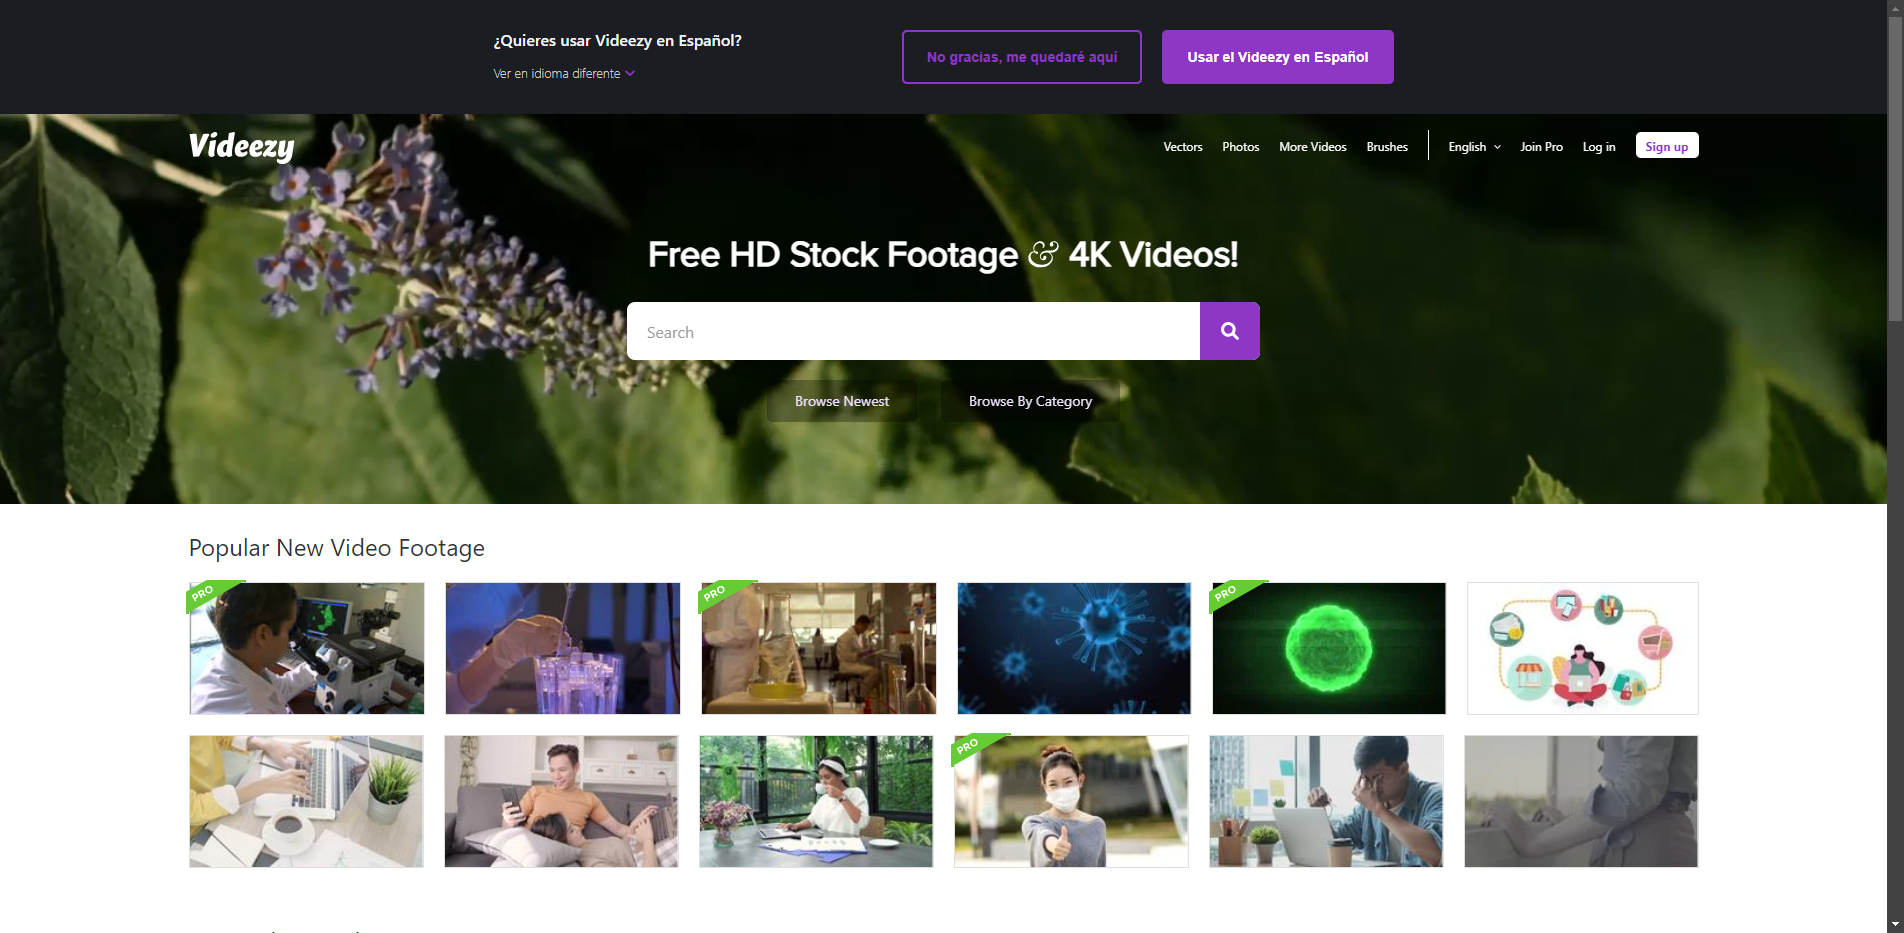 ¿Quieres usar Videezy en Español?
Ver en idioma diferente
No gracias, me quedaré aquí
Usar el Videezy en Español
Videezy
Vectors
Photos
More Videos
Brushes
English
Join Pro
Log in
Sign up
Free HD Stock Footage & 4K Videos!
Search
Browse Newest
Browse By Category
Popular New Video Footage
PRO
PRO
PRO
PRO